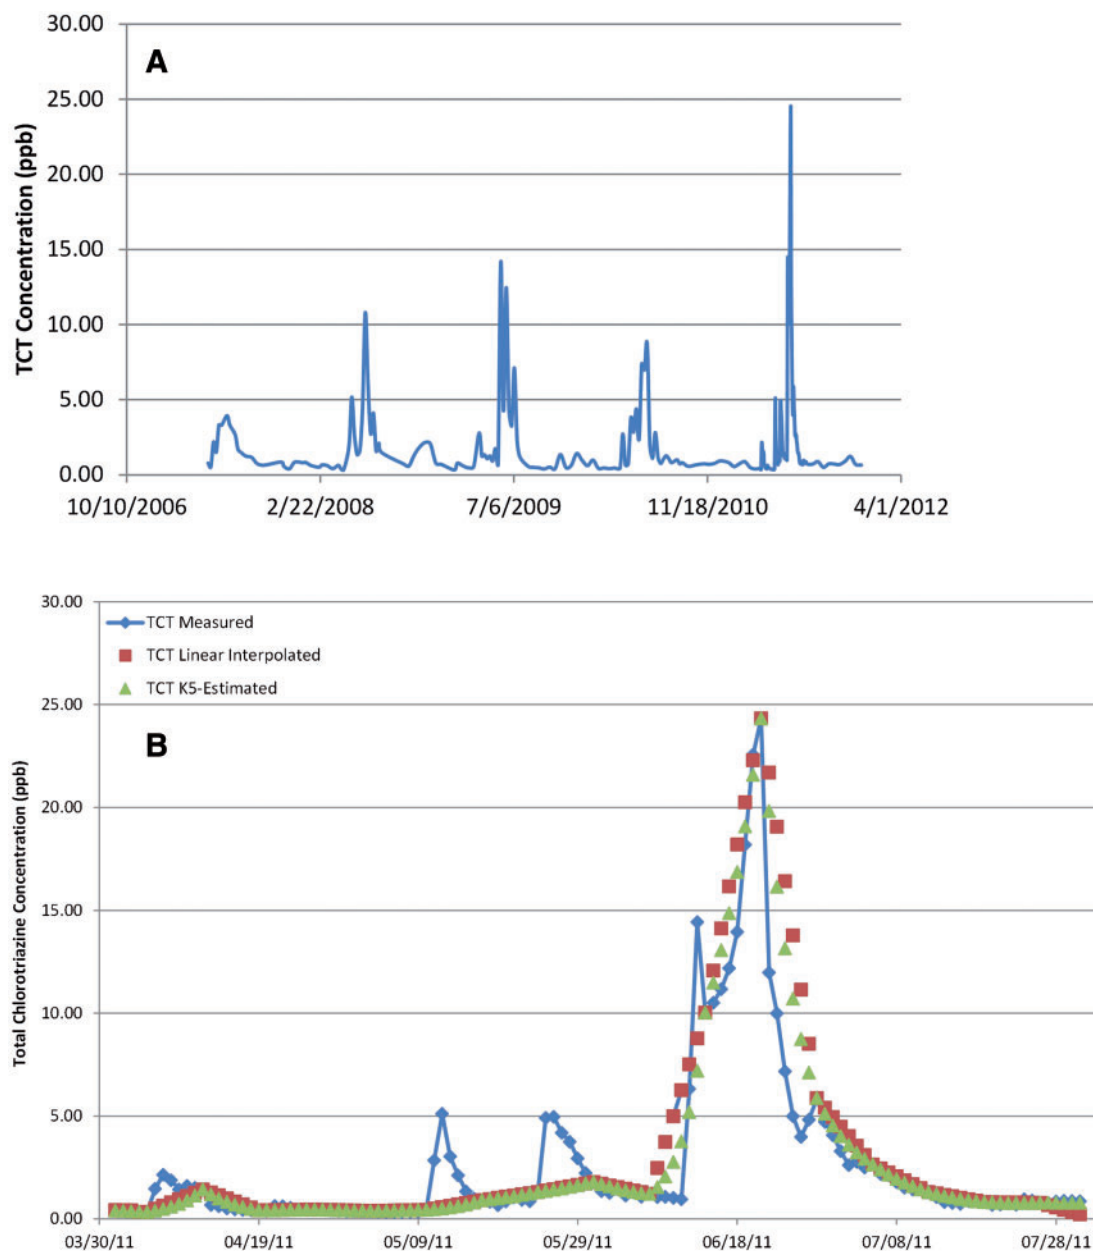 30.00
A
25.00
20.00
15.00
10.00
5.00
0.00
TCT Concentration (ppb)
10/10/2006 2/22/2008 7/6/2009 11/18/2010 4/1/2012
30.00
TCT Measured
TCT Linear Interpolated
TCT K5-Estimated
25.00
B
20.00
15.00
10.00
5.00
0.00
Total Chlorotriazine Concentration (ppb)
03/30/11 04/19/11 05/09/11 05/29/11 06/18/11 07/08/11 07/28/11